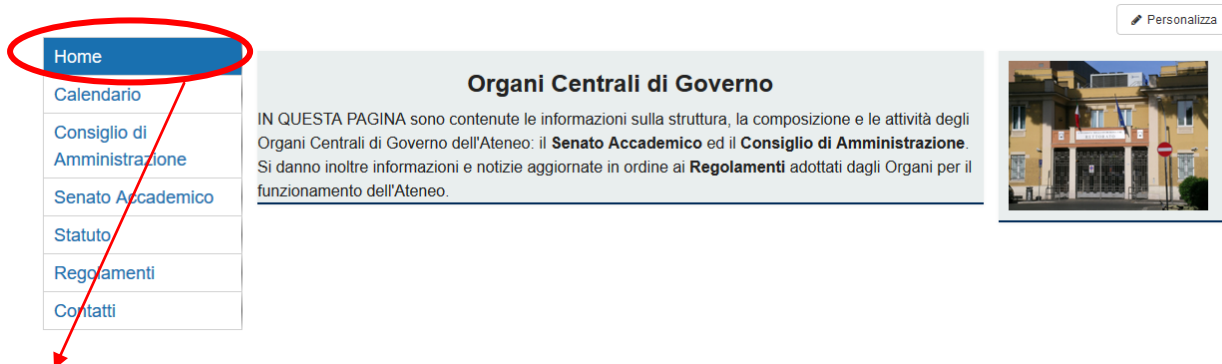 Personalizza
Home
Calendario
Consiglio di
Amministrazione
Senato Accademico
Statuto
Regolamenti
Contatti
Organi Centrali di Governo
IN QUESTA PAGINA sono contenute le informazioni sulla struttura, la composizione e le attività degli
Organi Centrali di Governo dell'Ateneo: il Senato Accademico ed il Consiglio di Amministrazione.
Si danno inoltre informazioni e notizie aggiornate in ordine ai Regolamenti adottati dagli Organi per il
funzionamento dell'Ateneo.